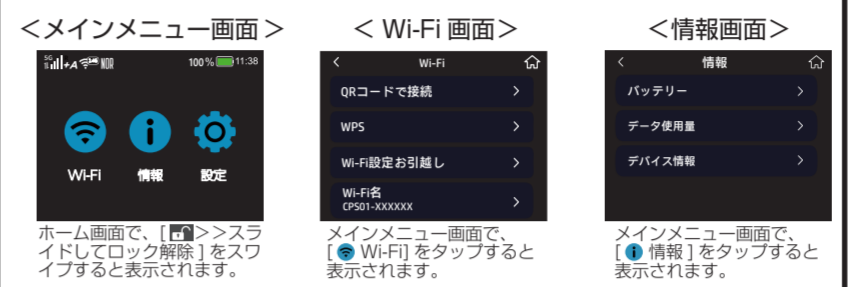 ＜メインメニュー画面＞
5G +A NOR 100% 11:38
Wi-Fi 情報 設定
ホーム画面で、[ >>スラ
イドしてロック解除 ] をスワ
イプすると表示されます。
＜ Wi-Fi 画面＞
Wi-Fi
QRコードで接続
WPS
Wi-Fi設定お引越し
Wi-Fi名
CPS01-XXXXXX
メインメニュー画面で、
[ Wi-Fi] をタップすると
表示されます。
＜情報画面＞
情報
バッテリー
データ使用量
デバイス情報
メインメニュー画面で、
[ 情報 ] をタップすると
表示されます。